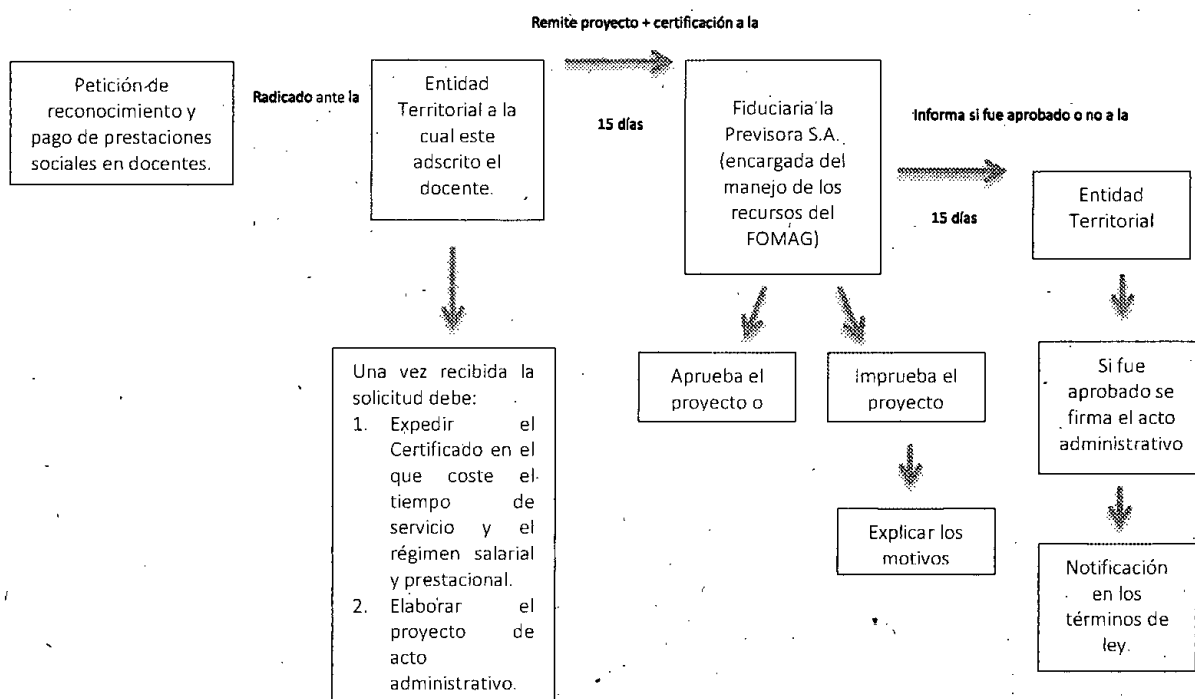 Remite proyecto + certificación a la
Petición de
reconocimiento y
pago de prestaciones
sociales en docentes.
Radicado ante la
Entidad
Territorial a la
cual este
adscrito el
docente.
15 días
Fiduciaria la
Previsora S.A.
(encargada del
manejo de los
recursos del
FOMAG)
Informa si fue aprobado o no a la
15 días
Entidad
Territorial
Una vez recibida la
solicitud debe:
1. Expedir el
Certificado en el
que coste el
tiempo de
servicio y el
régimen salarial
y prestacional.
2. Elaborar el
proyecto de
acto
administrativo.
Aprueba el
proyecto o
Imprueba el
proyecto
Explicar los
motivos
Si fue
aprobado se
firma el acto
administrativo
Notificación
en los
términos de
ley.